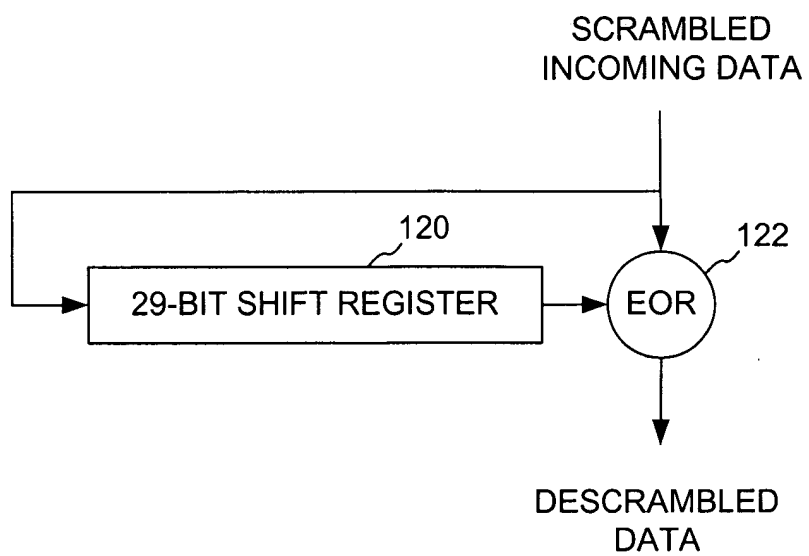 SCRAMBLED
INCOMING DATA
120
122
29-BIT SHIFT REGISTER
EOR
DESCRAMBLED
DATA